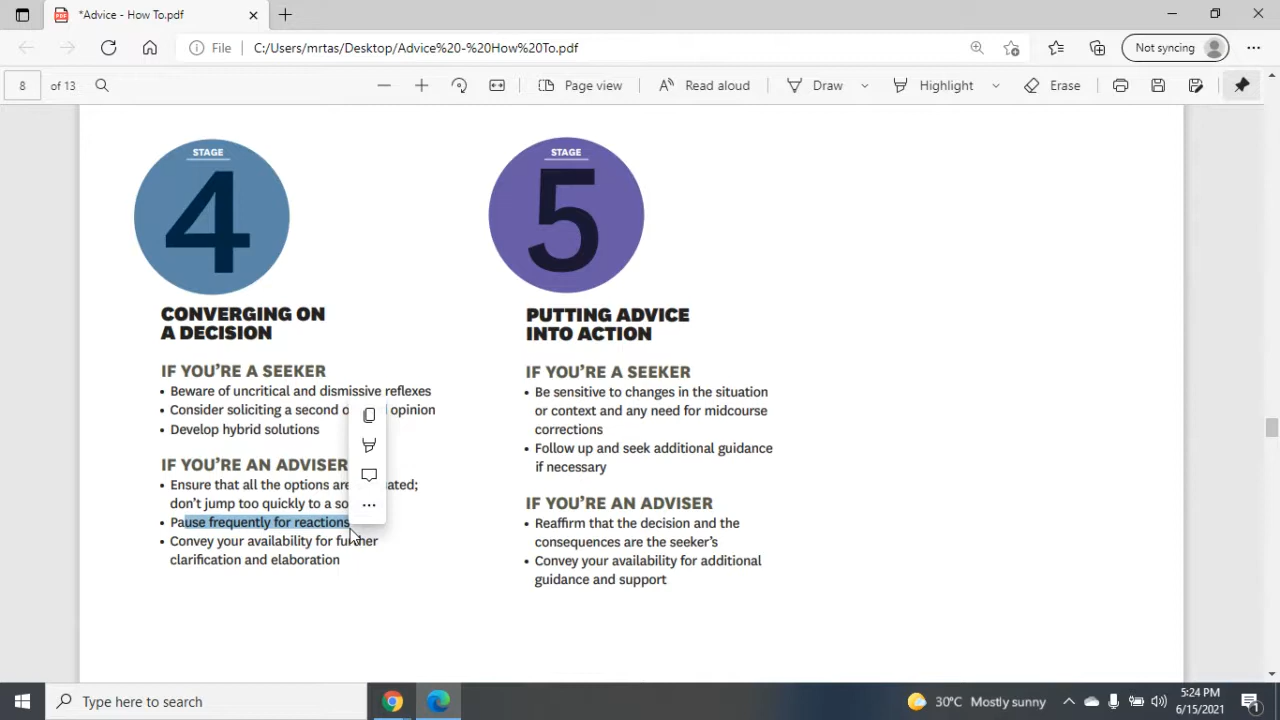 *Advice - How To.pdf
File
C:/Users/mrtas/Desktop/Advice%20-%20How%20To.pdf
Not syncing
8
of 13
Page view
Read aloud
Draw
Highlight
Erase
STAGE
4
CONVERGING ON
A DECISION
IF YOU'RE A SEEKER
• Beware of uncritical and dismissive reflexes
• Consider soliciting a second opinion
• Develop hybrid solutions
IF YOU'RE AN ADVISER
• Ensure that all the options are
don't jump too quickly to a
• Pause frequently for reactions
• Convey your availability for further
clarification and elaboration
STAGE
5
PUTTING ADVICE
INTO ACTION
IF YOU'RE A SEEKER
• Be sensitive to changes in the situation
or context and any need for midcourse
corrections
• Follow up and seek additional guidance
if necessary
IF YOU'RE AN ADVISER
• Reaffirm that the decision and the
consequences are the seeker's
• Convey your availability for additional
guidance and support
Type here to search
30°C Mostly sunny
5:24 PM
6/15/2021
1